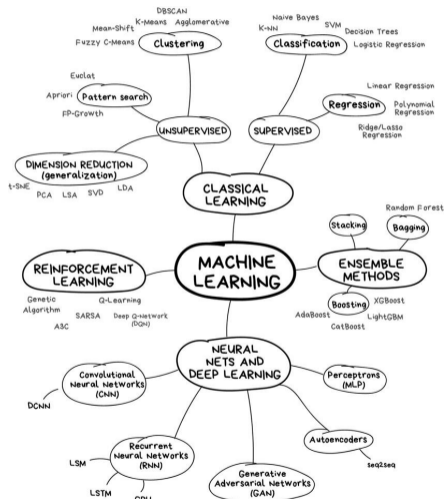 DBSCAN
K-Means Agglomerative
Mean-Shift
Fuzzy C-Means
Clustering
Naive Bayes
K-NN
SVM
Decision Trees
Logistic Regression
Classification
Euclat
Apriori
Pattern search
FP-Growth
UNSUPERVISED
SUPERVISED
Linear Regression
Regression
Polynomial
Regression
Ridge/Lasso
Regression
DIMENSION REDUCTION
(generalization)
t-SNE
PCA
LSA
SVD
LDA
CLASSICAL
LEARNING
Random Forest
Stacking
Bagging
MACHINE
LEARNING
REINFORCEMENT
LEARNING
Genetic
Algorithm
Q-Learning
SARSA
Deep Q-Network
(DQN)
A3C
ENSEMBLE
METHODS
Boosting
XGBoost
AdaBoost
LightGBM
CatBoost
NEURAL
NETS AND
DEEP LEARNING
Convolutional
Neural Networks
(CNN)
DCNN
Perceptrons
(MLP)
Recurrent
Neural Networks
(RNN)
LSM
LSTM
Autoencoders
seq2seq
Generative
Adversarial Networks
(GAN)